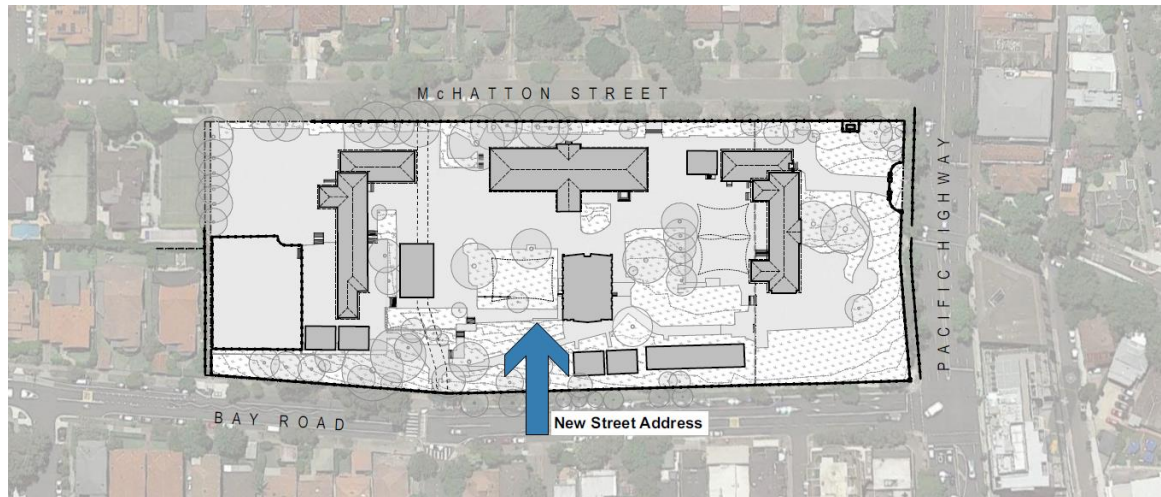 McHATTON STREET
PACIFIC HIGHWAY
BAY ROAD
New Street Address